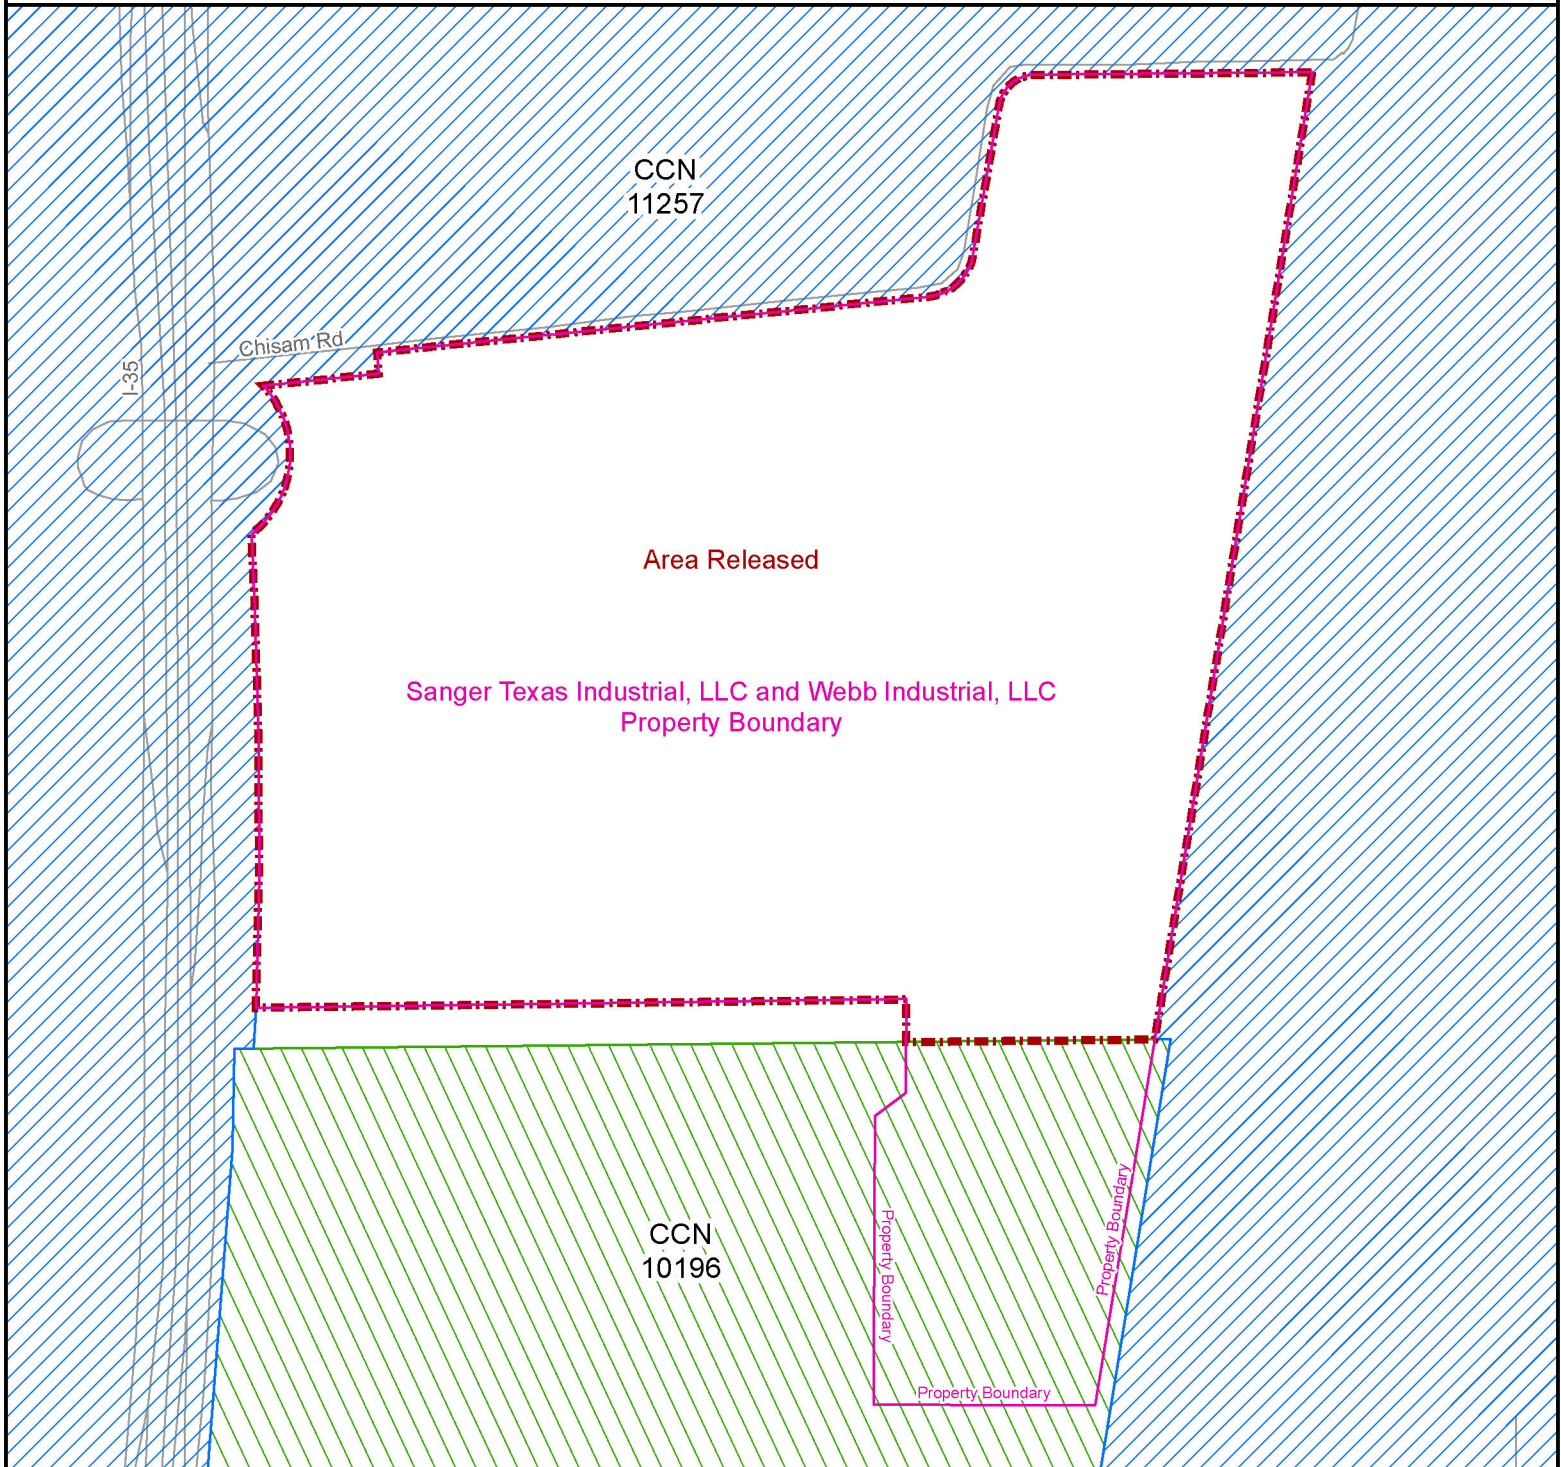 CCN
11257
Chisam Rd
I-35
Area Released
Sanger Texas Industrial, LLC and Webb Industrial, LLC
Property Boundary
CCN
10196
Property Boundary
Property Boundary
Property Boundary